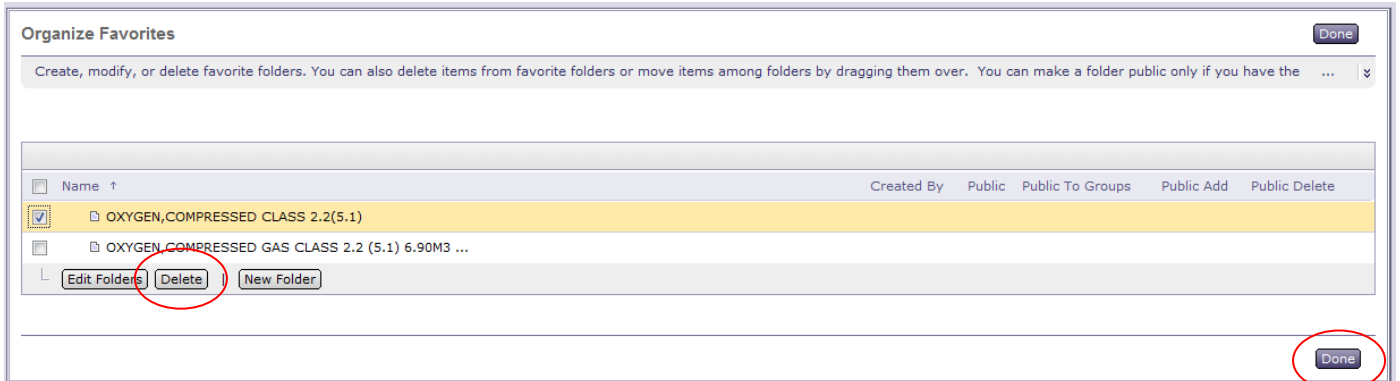 Organize Favorites
Done
Create, modify, or delete favorite folders. You can also delete items from favorite folders or move items among folders by dragging them over.  You can make a folder public only if you have the ...
Name ↑ Created By Public Public To Groups Public Add Public Delete
OXYGEN,COMPRESSED CLASS 2.2(5.1)
OXYGEN,COMPRESSED GAS CLASS 2.2 (5.1) 6.90M3 ...
Edit Folders Delete | New Folder
Done